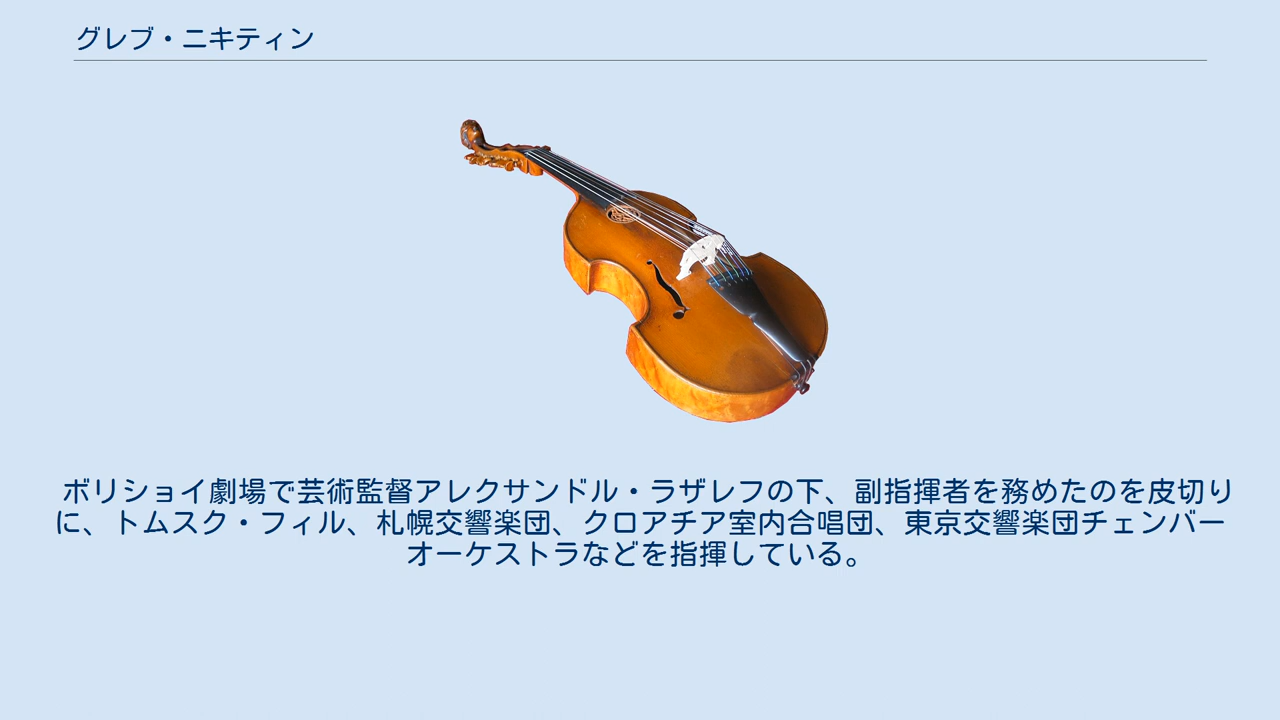 グレブ・ニキティン
ボリショイ劇場で芸術監督アレクサンドル・ラザレフの下、副指揮者を務めたのを皮切り
に、トムスク・フィル、札幌交響楽団、クロアチア室内合唱団、東京交響楽団チェンバー
オーケストラなどを指揮している。